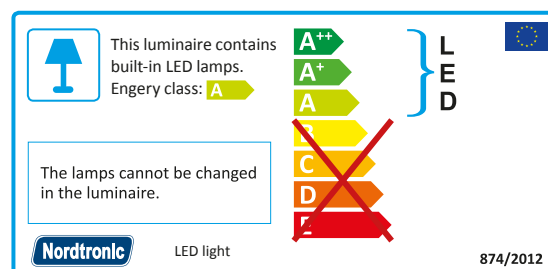 This luminaire contains
built-in LED lamps.
Engery class: A
The lamps cannot be changed
in the luminaire.
Nordtronic
LED light
A++
A+
A
B
C
D
E
L
E
D
874/2012